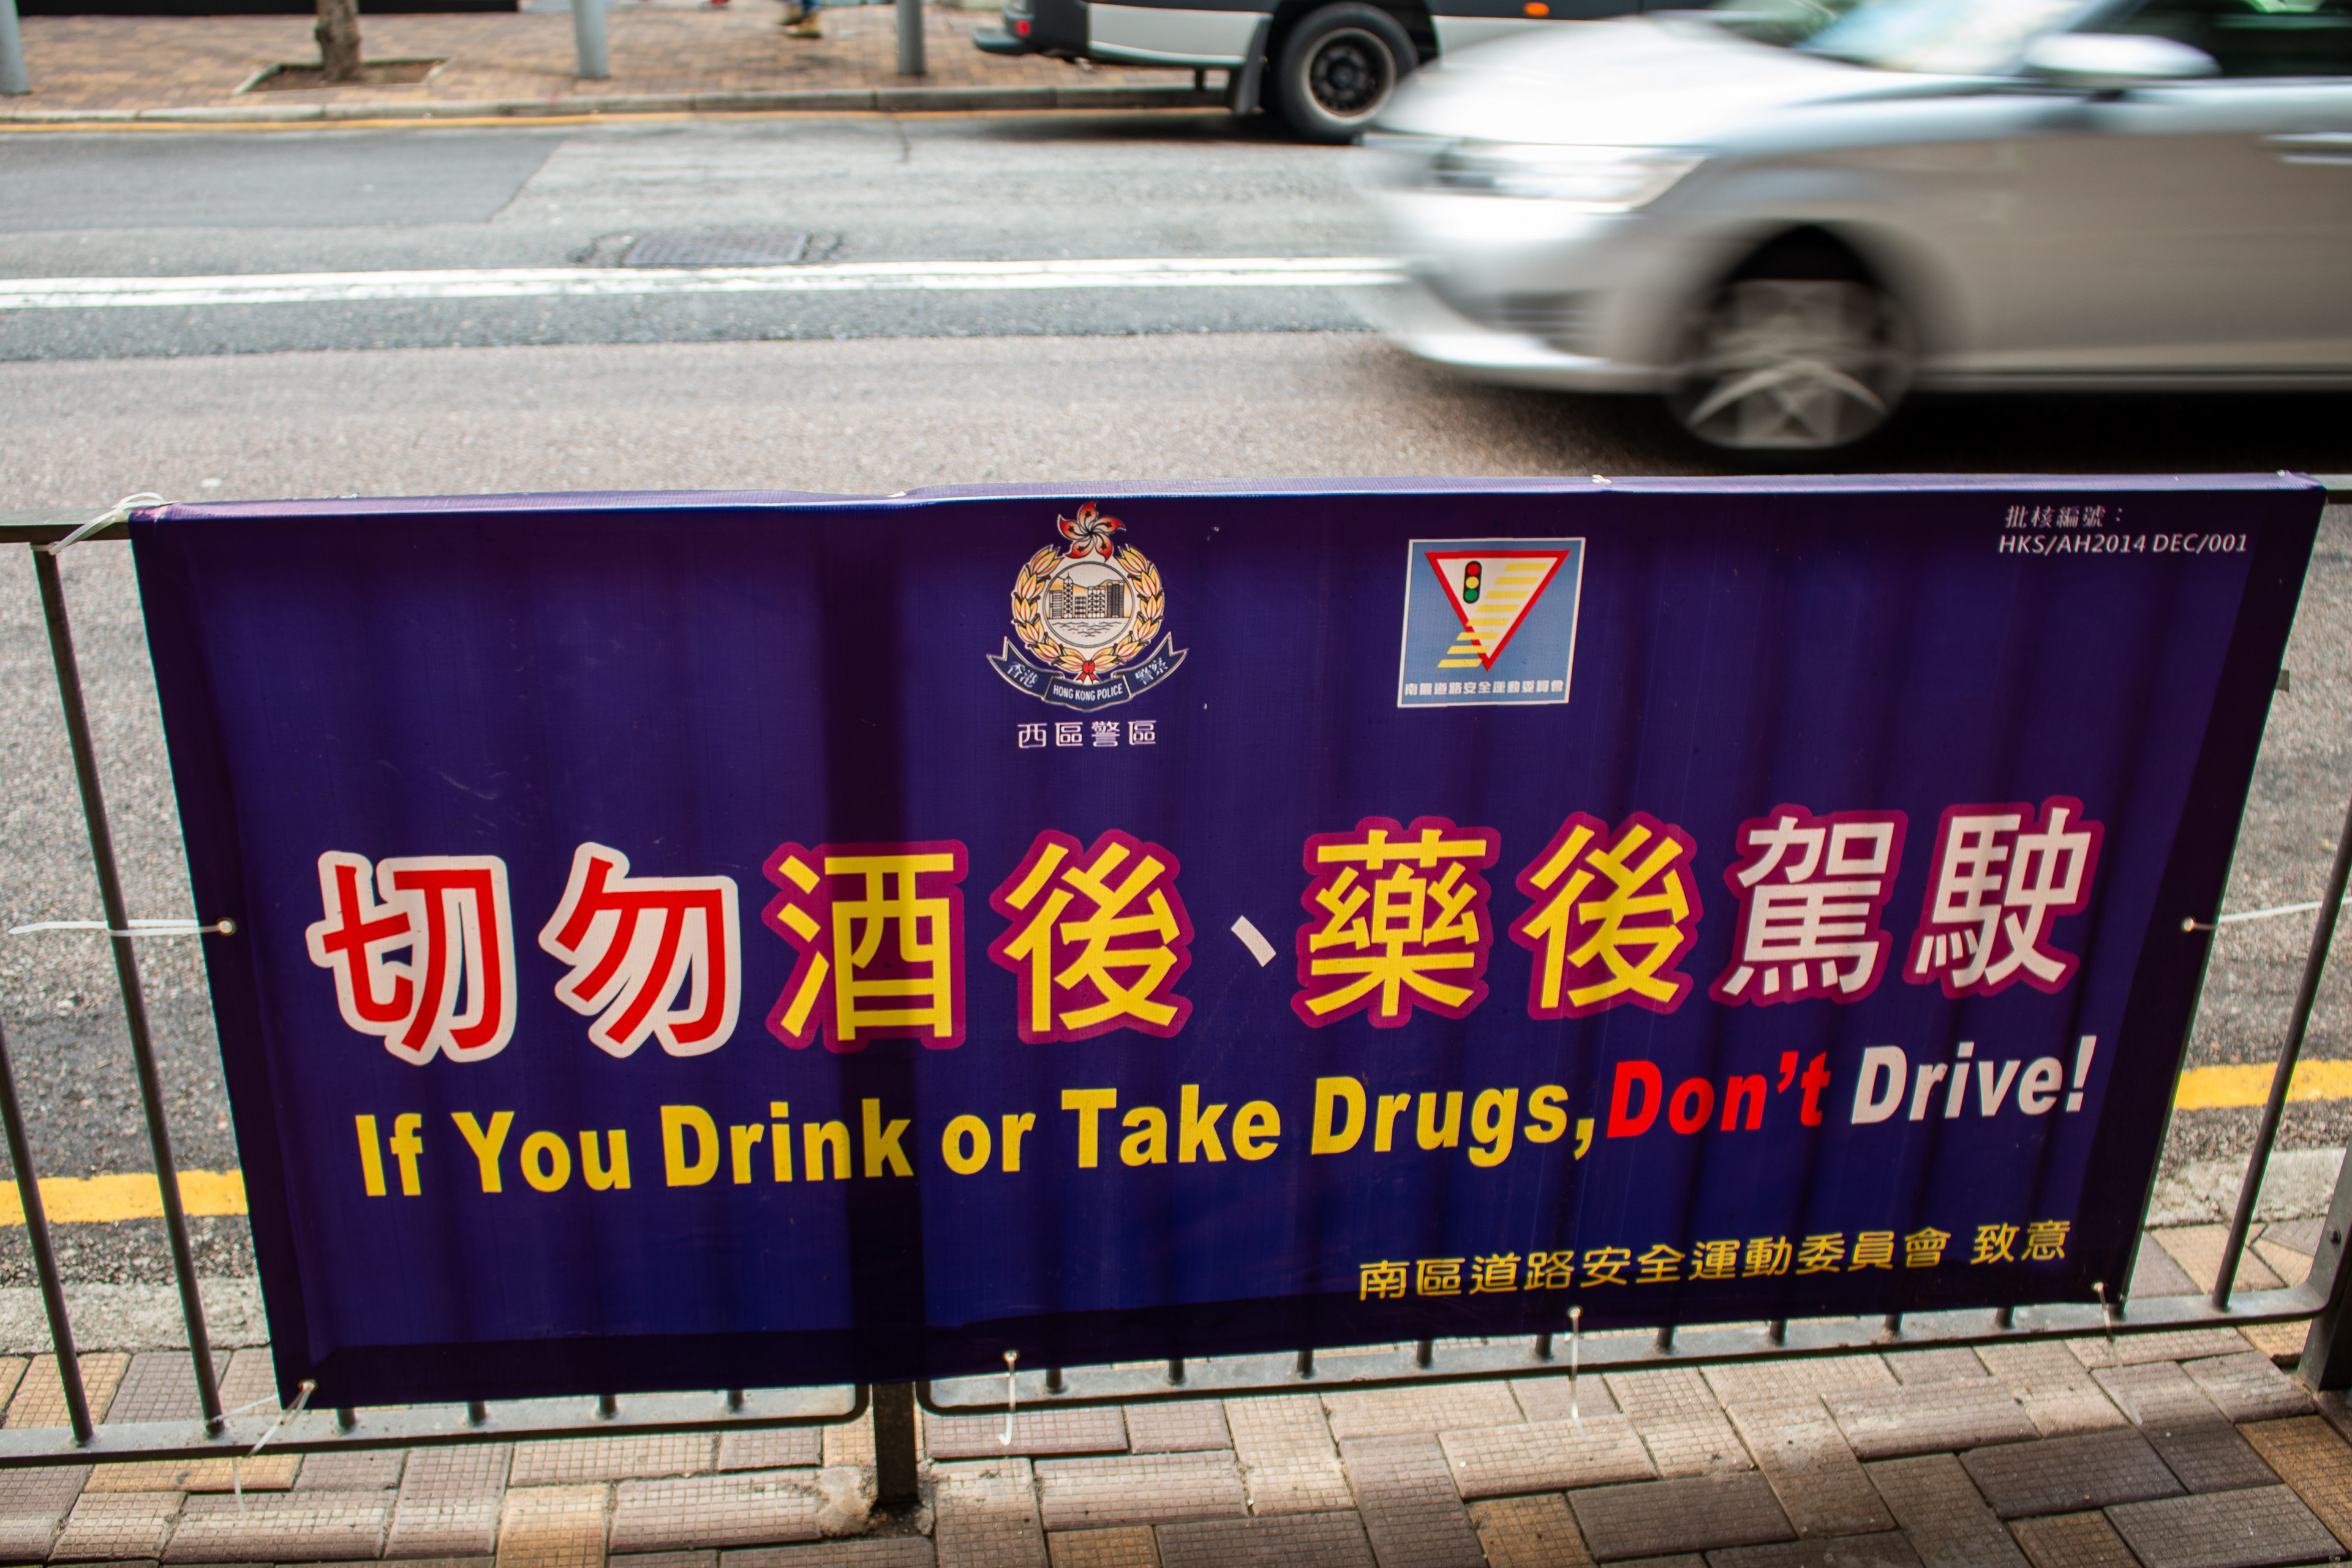 批核編號：
HKS/AH2014 DEC/001
香港 HONG KONG POLICE 警察
西區警區
南區道路安全運動委員會
切勿酒後、藥後駕駛
If You Drink or Take Drugs, Don't Drive!
南區道路安全運動委員會 致意